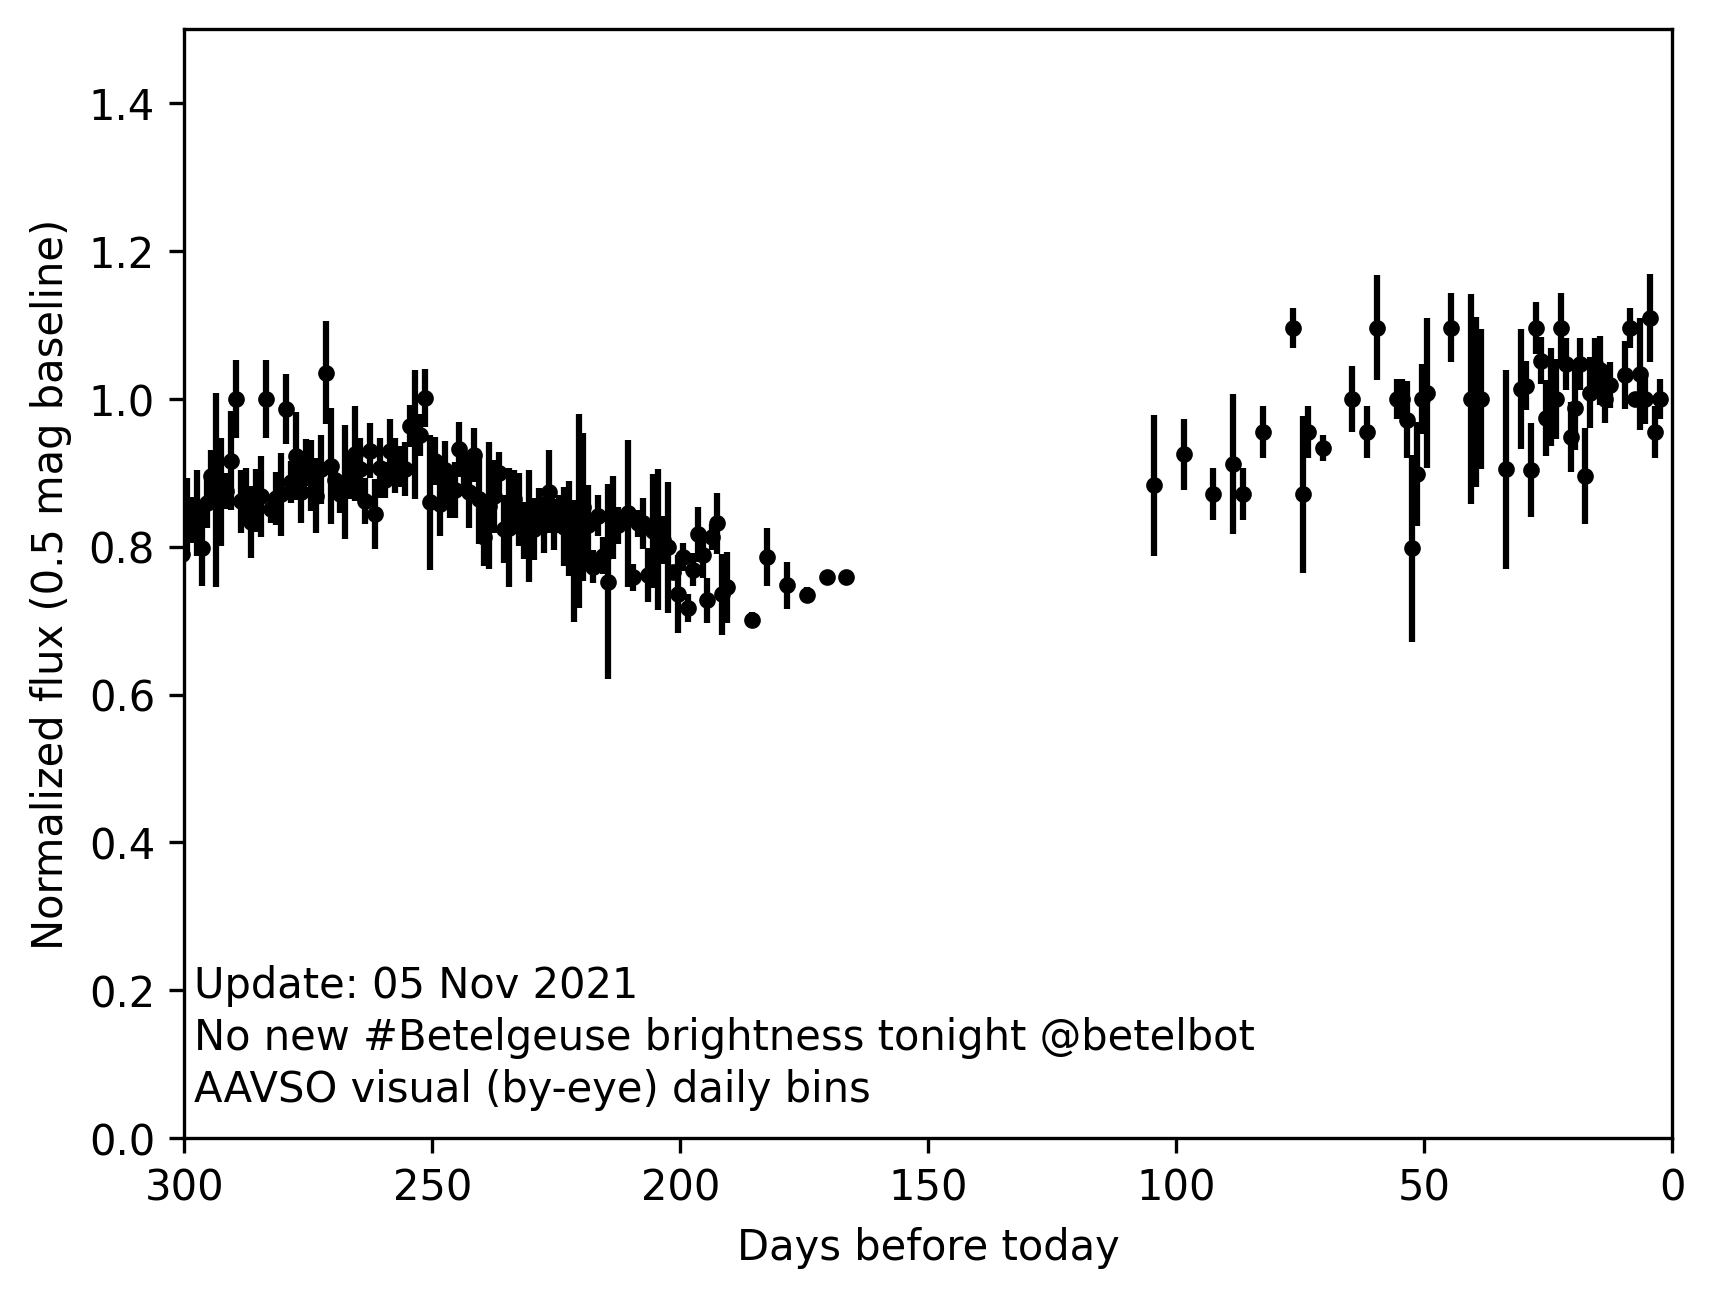 1.4
1.2
1.0
0.8
0.6
0.4
0.2
0.0
Normalized flux (0.5 mag baseline)
Update: 05 Nov 2021
No new #Betelgeuse brightness tonight @betelbot
AAVSO visual (by-eye) daily bins
300 250 200 150 100 50 0
Days before today